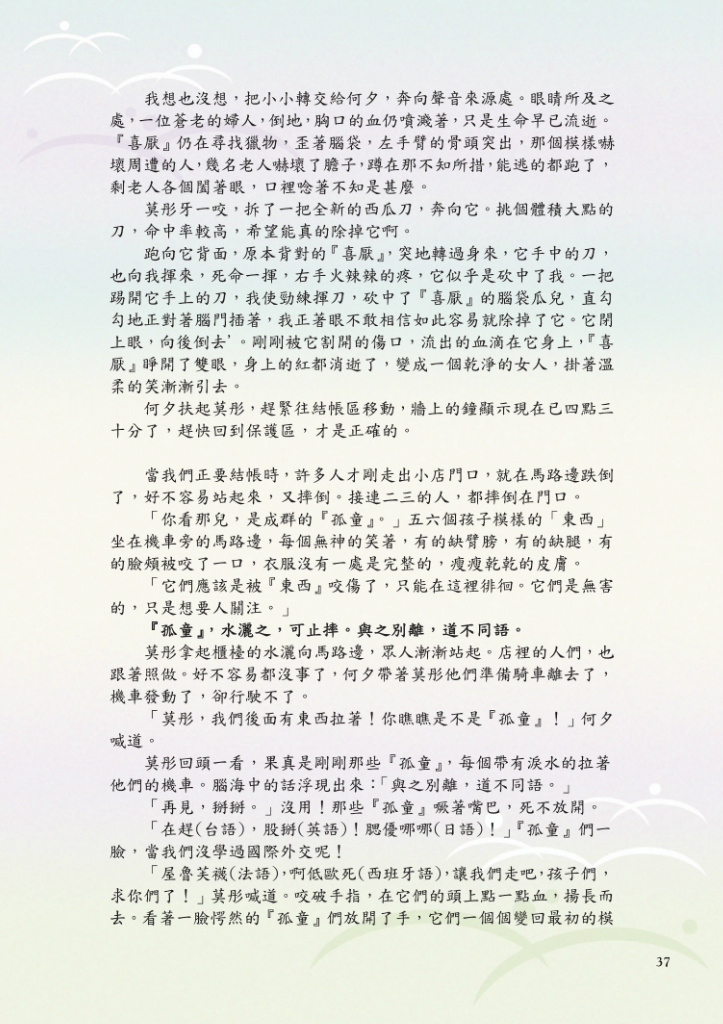 我想也沒想，把小小轉交給何夕，奔向聲音來源處。眼睛所及之
處，一位蒼老的婦人，倒地，胸口的血仍噴濺著，只是生命早已流逝。
『喜厭』仍在尋找獵物，歪著腦袋，左手臂的骨頭突出，那個模樣嚇
壞周遭的人，幾名老人嚇壞了膽子，蹲在那不知所措，能逃的都跑了，
剩老人各個闔著眼，口裡唸著不知是甚麼。
莫彤牙一咬，拆了一把全新的西瓜刀，奔向它。挑個體積大點的
刀，命中率較高，希望能真的除掉它啊。
跑向它背面，原本背對的『喜厭』，突地轉過身來，它手中的刀，
也向我揮來，死命一揮，右手火辣辣的疼，它似乎是砍中了我。一把
踢開它手上的刀，我使勁練揮刀，砍中了『喜厭』的腦袋瓜兒，直勾
勾地正對著腦門插著，我正著眼不敢相信如此容易就除掉了它。它閉
上眼，向後倒去’。剛剛被它割開的傷口，流出的血滴在它身上，『喜
厭』睜開了雙眼，身上的紅都消逝了，變成一個乾淨的女人，掛著溫
柔的笑漸漸引去。
何夕扶起莫彤，趕緊往結帳區移動，牆上的鐘顯示現在已四點三
十分了，趕快回到保護區，才是正確的。
當我們正要結帳時，許多人才剛走出小店門口，就在馬路邊跌倒
了，好不容易站起來，又摔倒。接連二三的人，都摔倒在門口。
「你看那兒，是成群的『孤童』。」五六個孩子模樣的「東西」
坐在機車旁的馬路邊，每個無神的笑著，有的缺臂膀，有的缺腿，有
的臉頰被咬了一口，衣服沒有一處是完整的，瘦瘦乾乾的皮膚。
「它們應該是被『東西』咬傷了，只能在這裡徘徊。它們是無害
的，只是想要人關注。」
『孤童』，水灑之，可止摔。與之別離，道不同語。
莫彤拿起櫃檯的水灑向馬路邊，眾人漸漸站起。店裡的人們，也
跟著照做。好不容易都沒事了，何夕帶著莫彤他們準備騎車離去了，
機車發動了，卻行駛不了。
「莫彤，我們後面有東西拉著！你瞧瞧是不是『孤童』！」何夕
喊道。
莫彤回頭一看，果真是剛剛那些『孤童』，每個帶有淚水的拉著
他們的機車。腦海中的話浮現出來：「與之別離，道不同語。」
「再見，掰掰。」沒用！那些『孤童』噘著嘴巴，死不放開。
「在趕(台語)，股掰(英語)！腮優哪哪(日語)！」『孤童』們一
臉，當我們沒學過國際外交呢！
「屋魯芙襪(法語)，啊低歐死(西班牙語)，讓我們走吧，孩子們，
求你們了！」莫彤喊道。咬破手指，在它們的頭上點一點血，揚長而
去。看著一臉愕然的『孤童』們放開了手，它們一個個變回最初的模
37